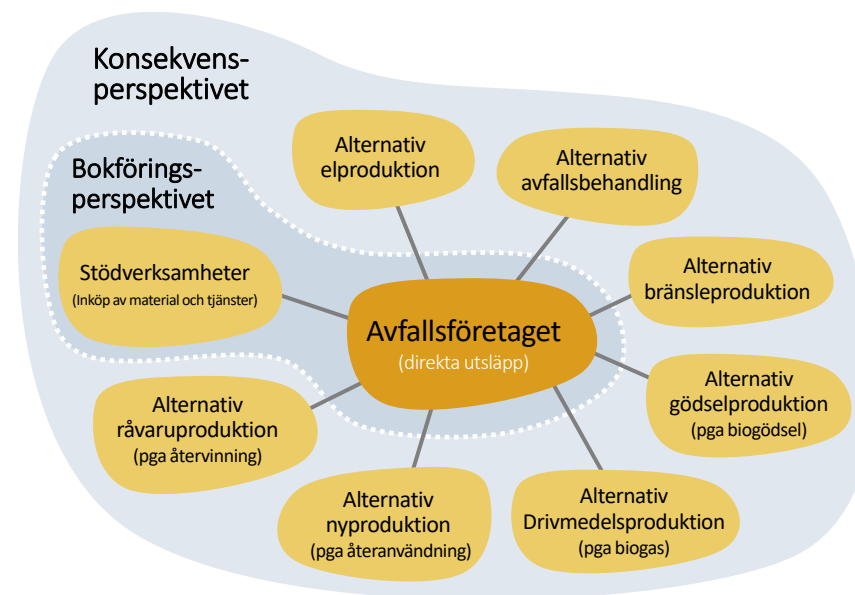 Konsekvens-
perspektivet
Bokförings-
perspektivet
Alternativ
elproduktion
Alternativ
avfallsbehandling
Stödverksamheter
(Inköp av material och tjänster)
Alternativ
bränsleproduktion
Avfallsföretaget
(direkta utsläpp)
Alternativ
gödselproduktion
(pga biogödsel)
Alternativ
råvaruproduktion
(pga återvinning)
Alternativ
nyproduktion
(pga återanvändning)
Alternativ
Drivmedelsproduktion
(pga biogas)